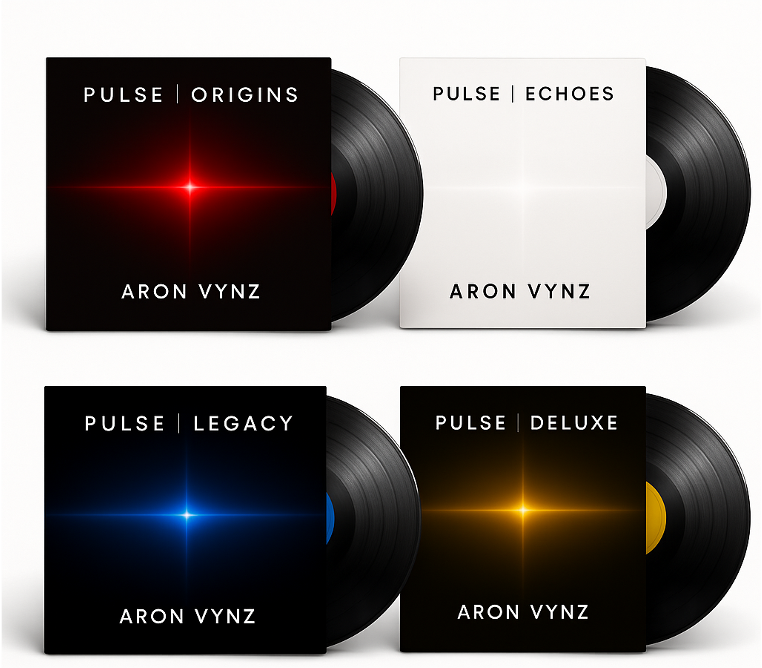 PULSE | ORIGINS
ARON VYNZ
PULSE | ECHOES
ARON VYNZ
PULSE | LEGACY
ARON VYNZ
PULSE | DELUXE
ARON VYNZ